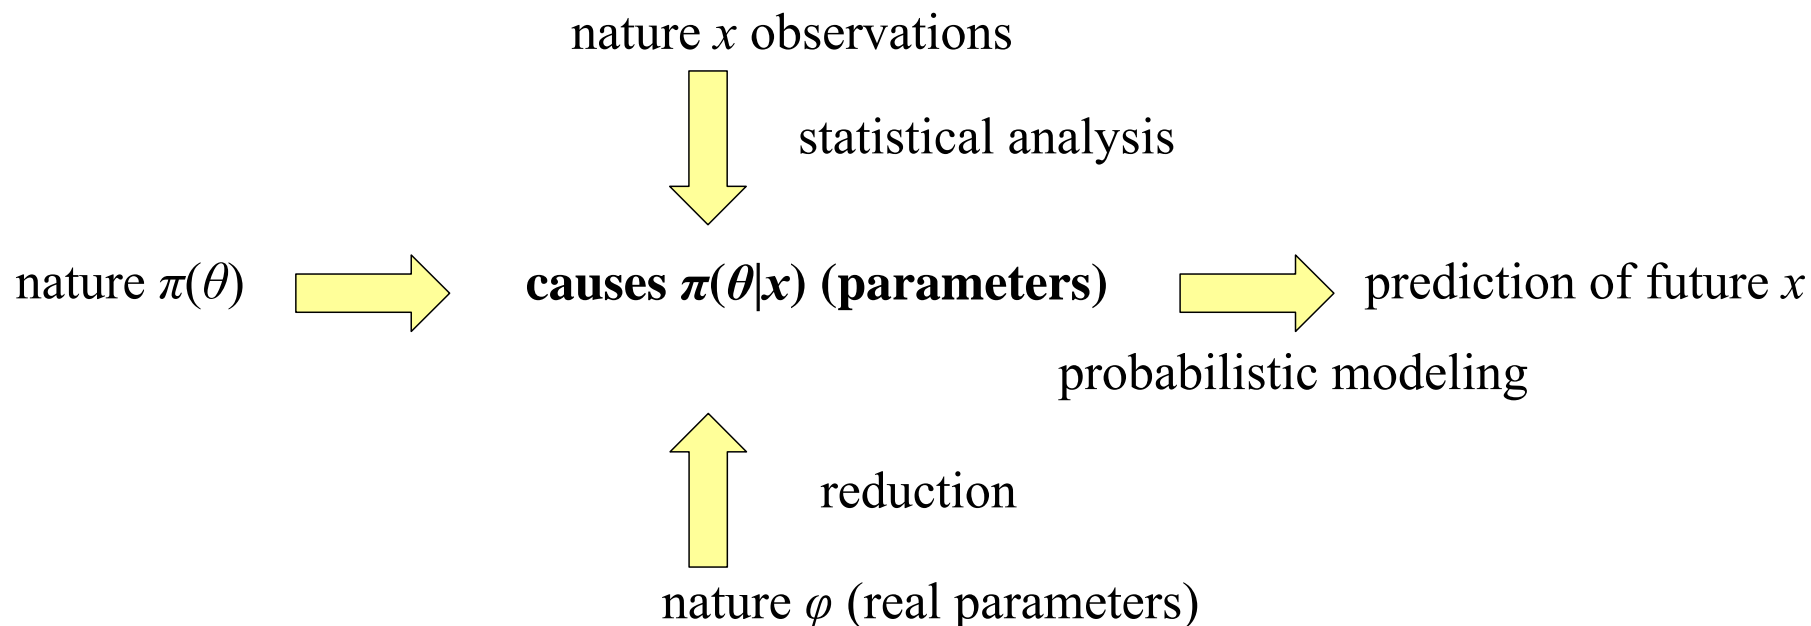 nature x observations
statistical analysis
nature π(θ)
causes π(θ|x) (parameters)
prediction of future x
probabilistic modeling
reduction
nature φ (real parameters)